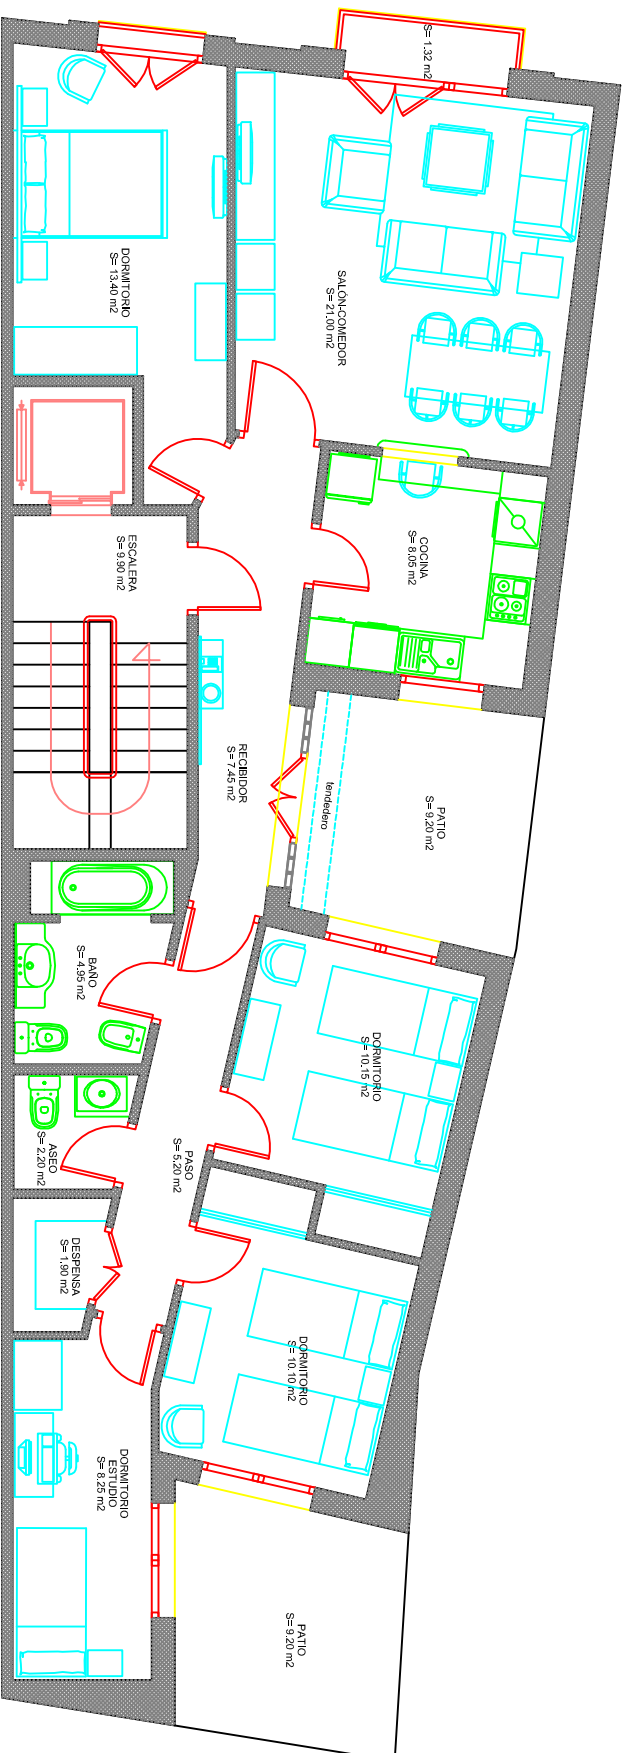 S= 1.32 m2
DORMITORIO
S= 13.40 m2
SALÓN-COMEDOR
S= 21.00 m2
ESCALERA
S= 9.90 m2
COCINA
S= 8.05 m2
RECIBIDOR
S= 7.45 m2
tendedero
PATIO
S= 9.20 m2
BAÑO
S= 4.95 m2
DORMITORIO
S= 10.15 m2
ASEO
S= 2.20 m2
PASO
S= 5.20 m2
DESPENSA
S= 1.90 m2
DORMITORIO
S= 10.10 m2
DORMITORIO
ESTUDIO
S= 8.25 m2
PATIO
S= 9.20 m2